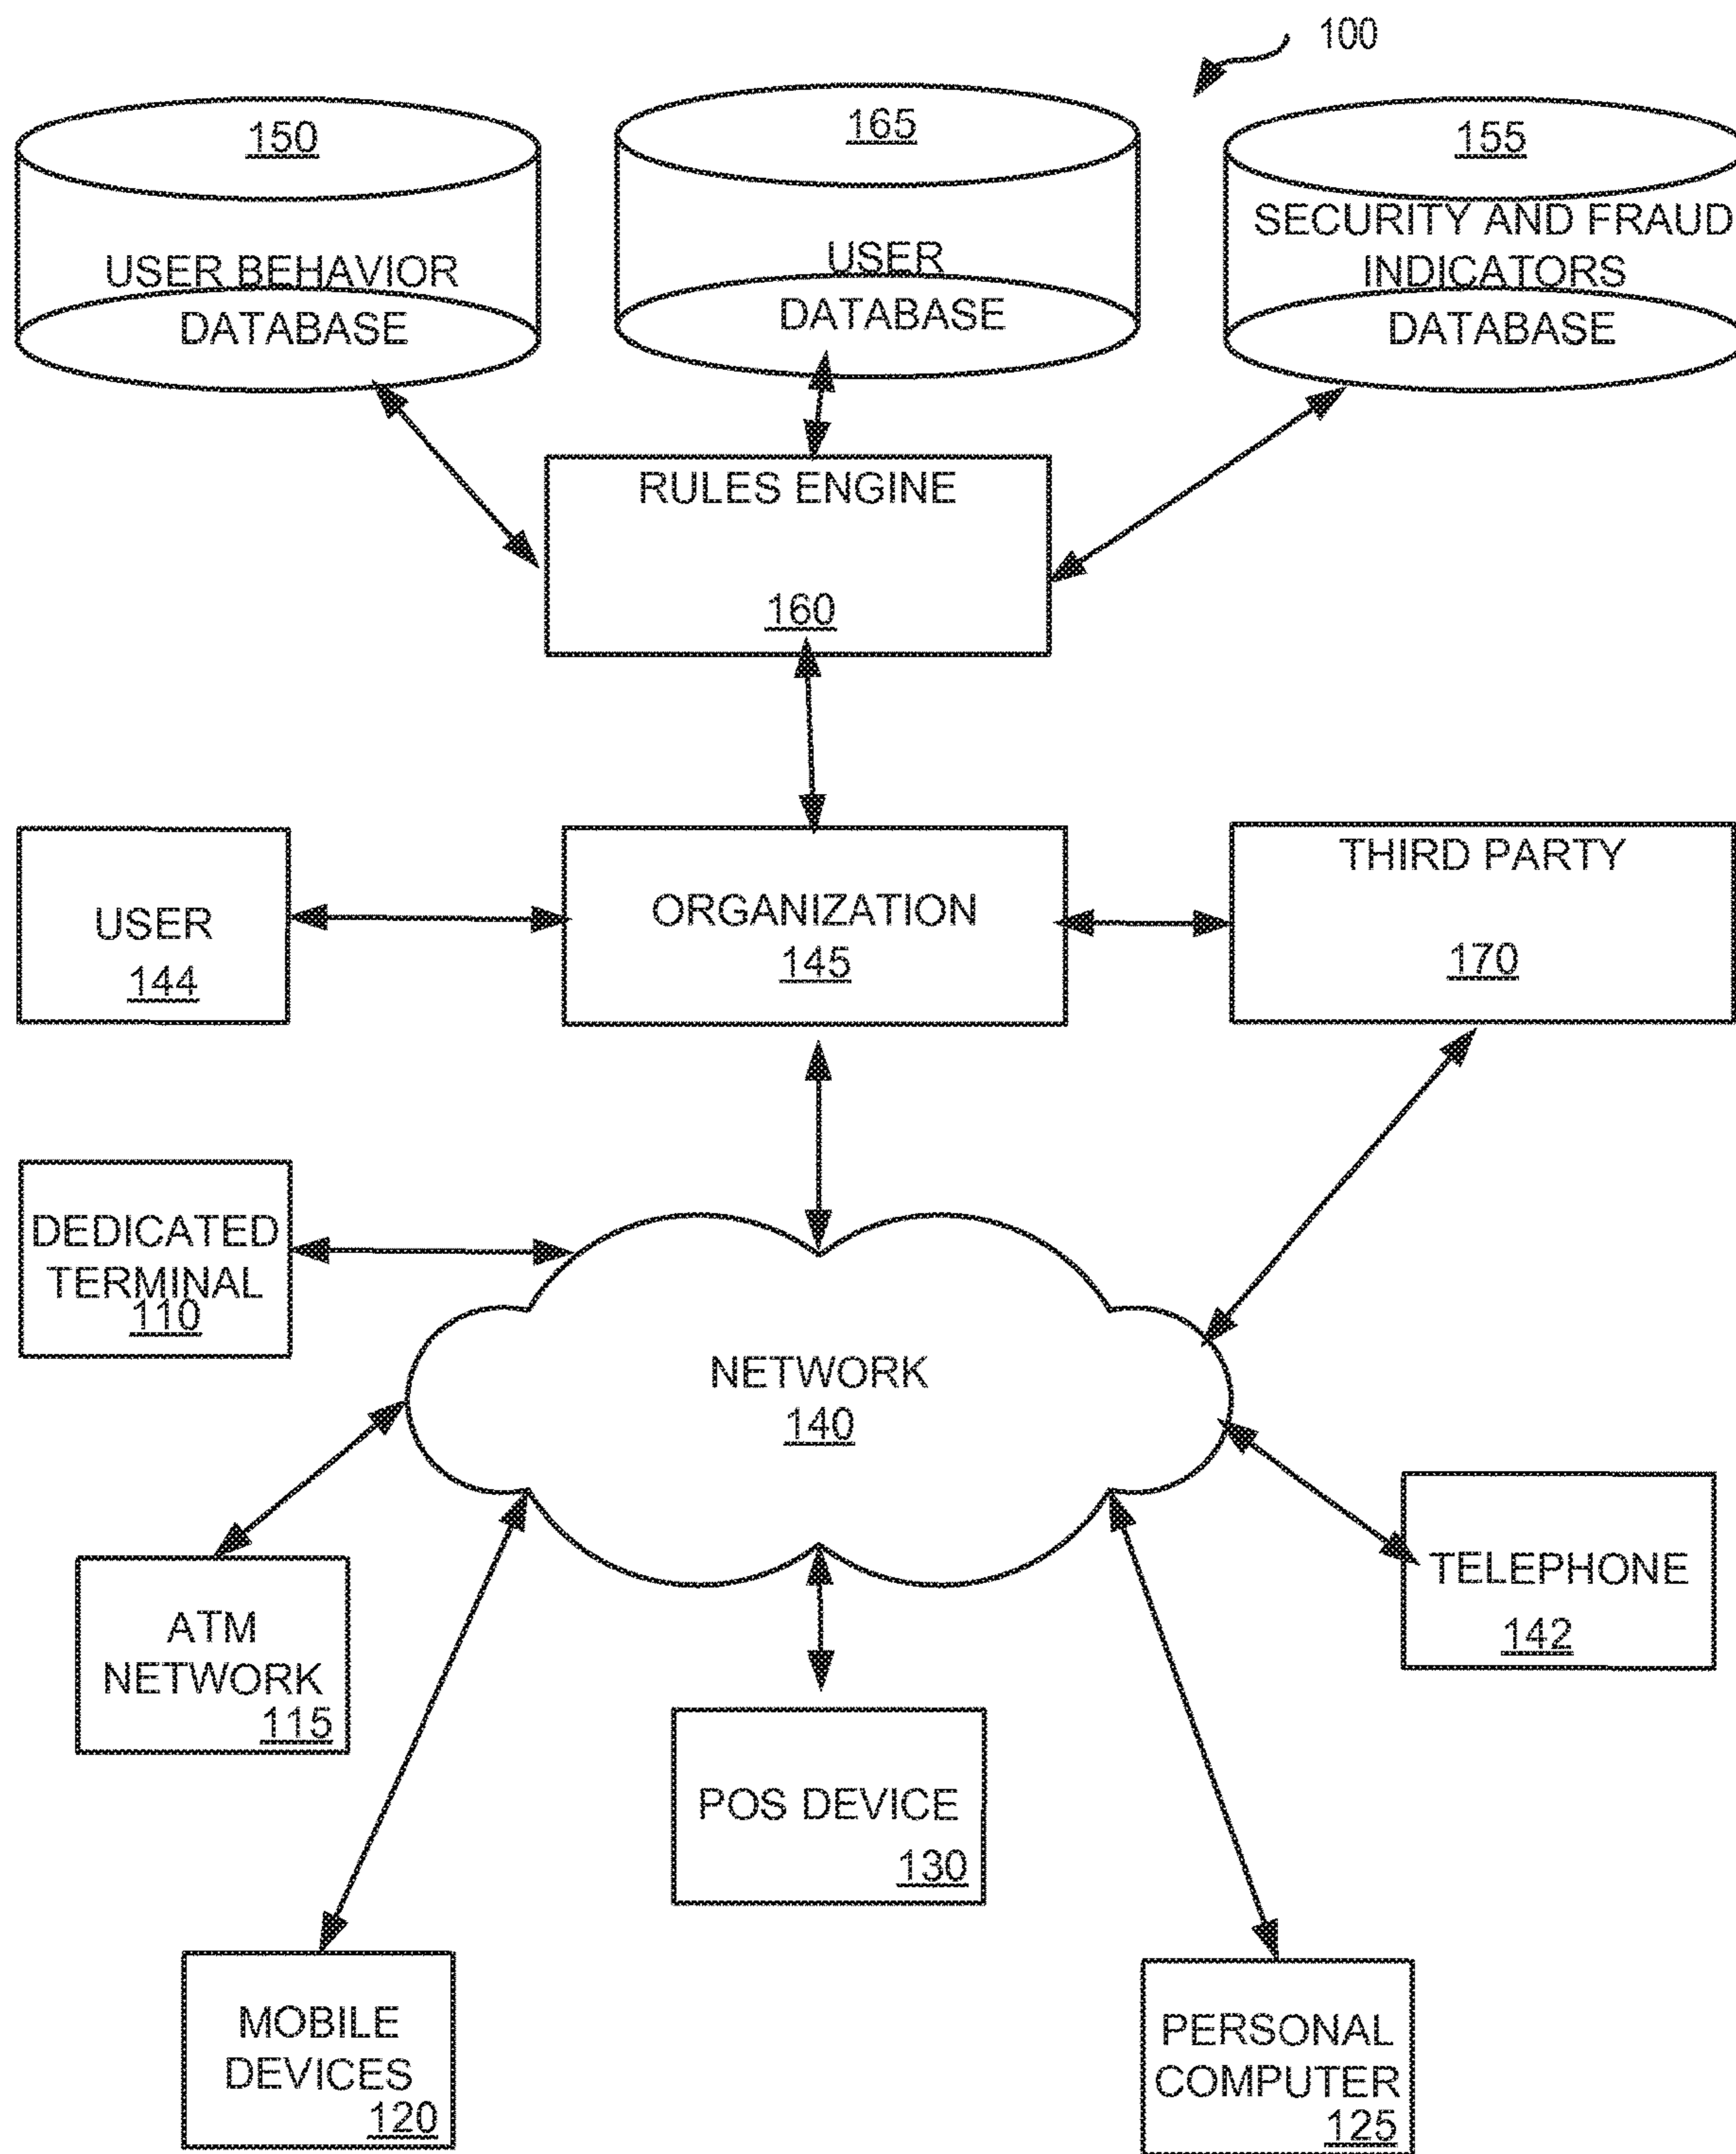 100
150
USER BEHAVIOR
DATABASE
165
USER
DATABASE
155
SECURITY AND FRAUD
INDICATORS
DATABASE
RULES ENGINE
160
USER
144
ORGANIZATION
145
THIRD PARTY
170
DEDICATED
TERMINAL
110
NETWORK
140
ATM
NETWORK
115
TELEPHONE
142
POS DEVICE
130
MOBILE
DEVICES
120
PERSONAL
COMPUTER
125